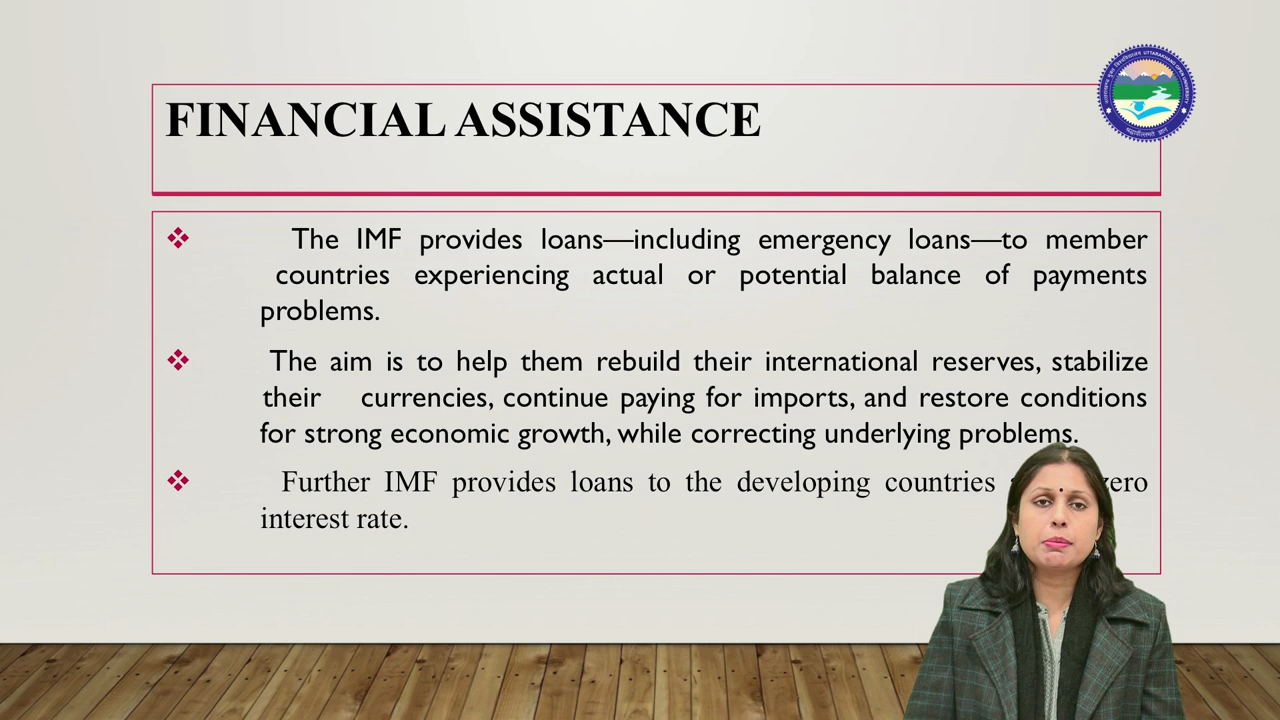 FINANCIAL ASSISTANCE
The IMF provides loans—including emergency loans—to member
countries experiencing actual or potential balance of payments
problems.
The aim is to help them rebuild their international reserves, stabilize
their currencies, continue paying for imports, and restore conditions
for strong economic growth, while correcting underlying problems.
Further IMF provides loans to the developing countries zero
interest rate.